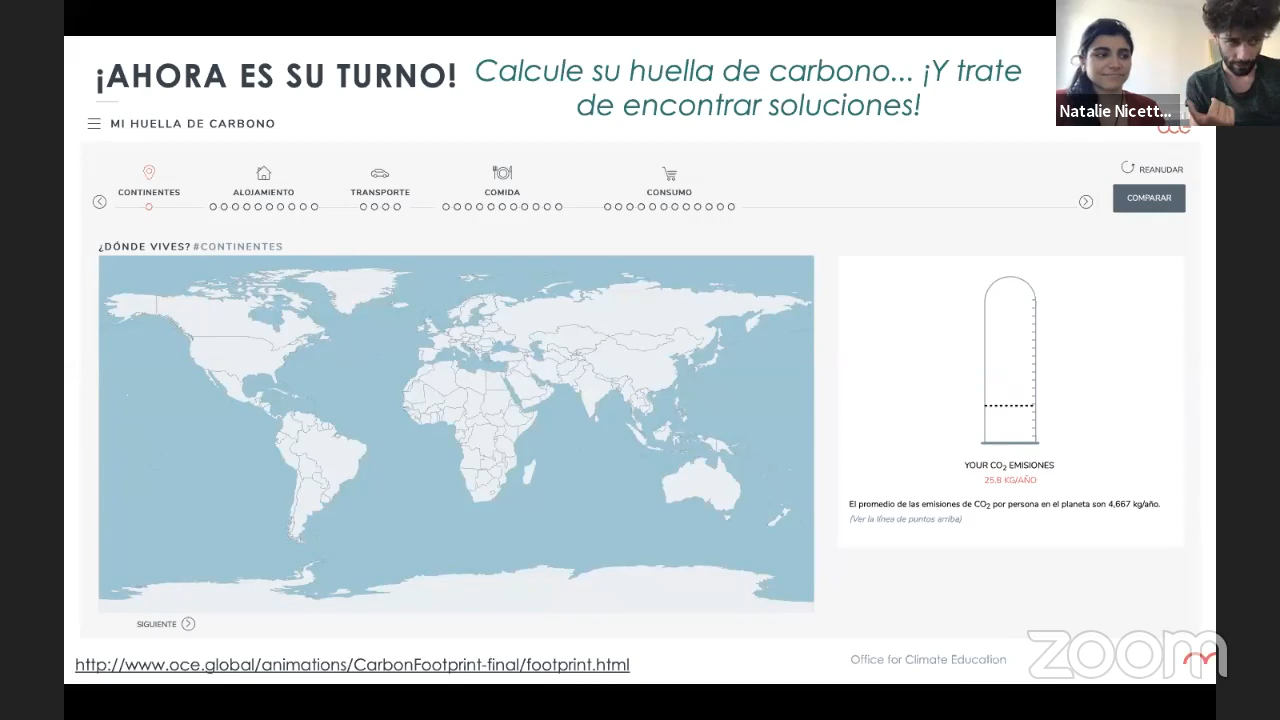 ¡AHORA ES SU TURNO!
Calcule su huella de carbono... ¡Y trate
de encontrar soluciones!
Natalie Nicett...
oce
MI HUELLA DE CARBONO
CONTINENTES
ALOJAMIENTO
TRANSPORTE
COMIDA
CONSUMO
REANUDAR
COMPARAR
¿DÓNDE VIVES? #CONTINENTES
YOUR CO₂ EMISIONES
25,8 KG/AÑO
El promedio de las emisiones de CO₂ por persona en el planeta son 4,667 kg/año.
(Ver la línea de puntos arriba)
SIGUIENTE
http://www.oce.global/animations/CarbonFootprint-final/footprint.html
Office for Climate Education
zoom